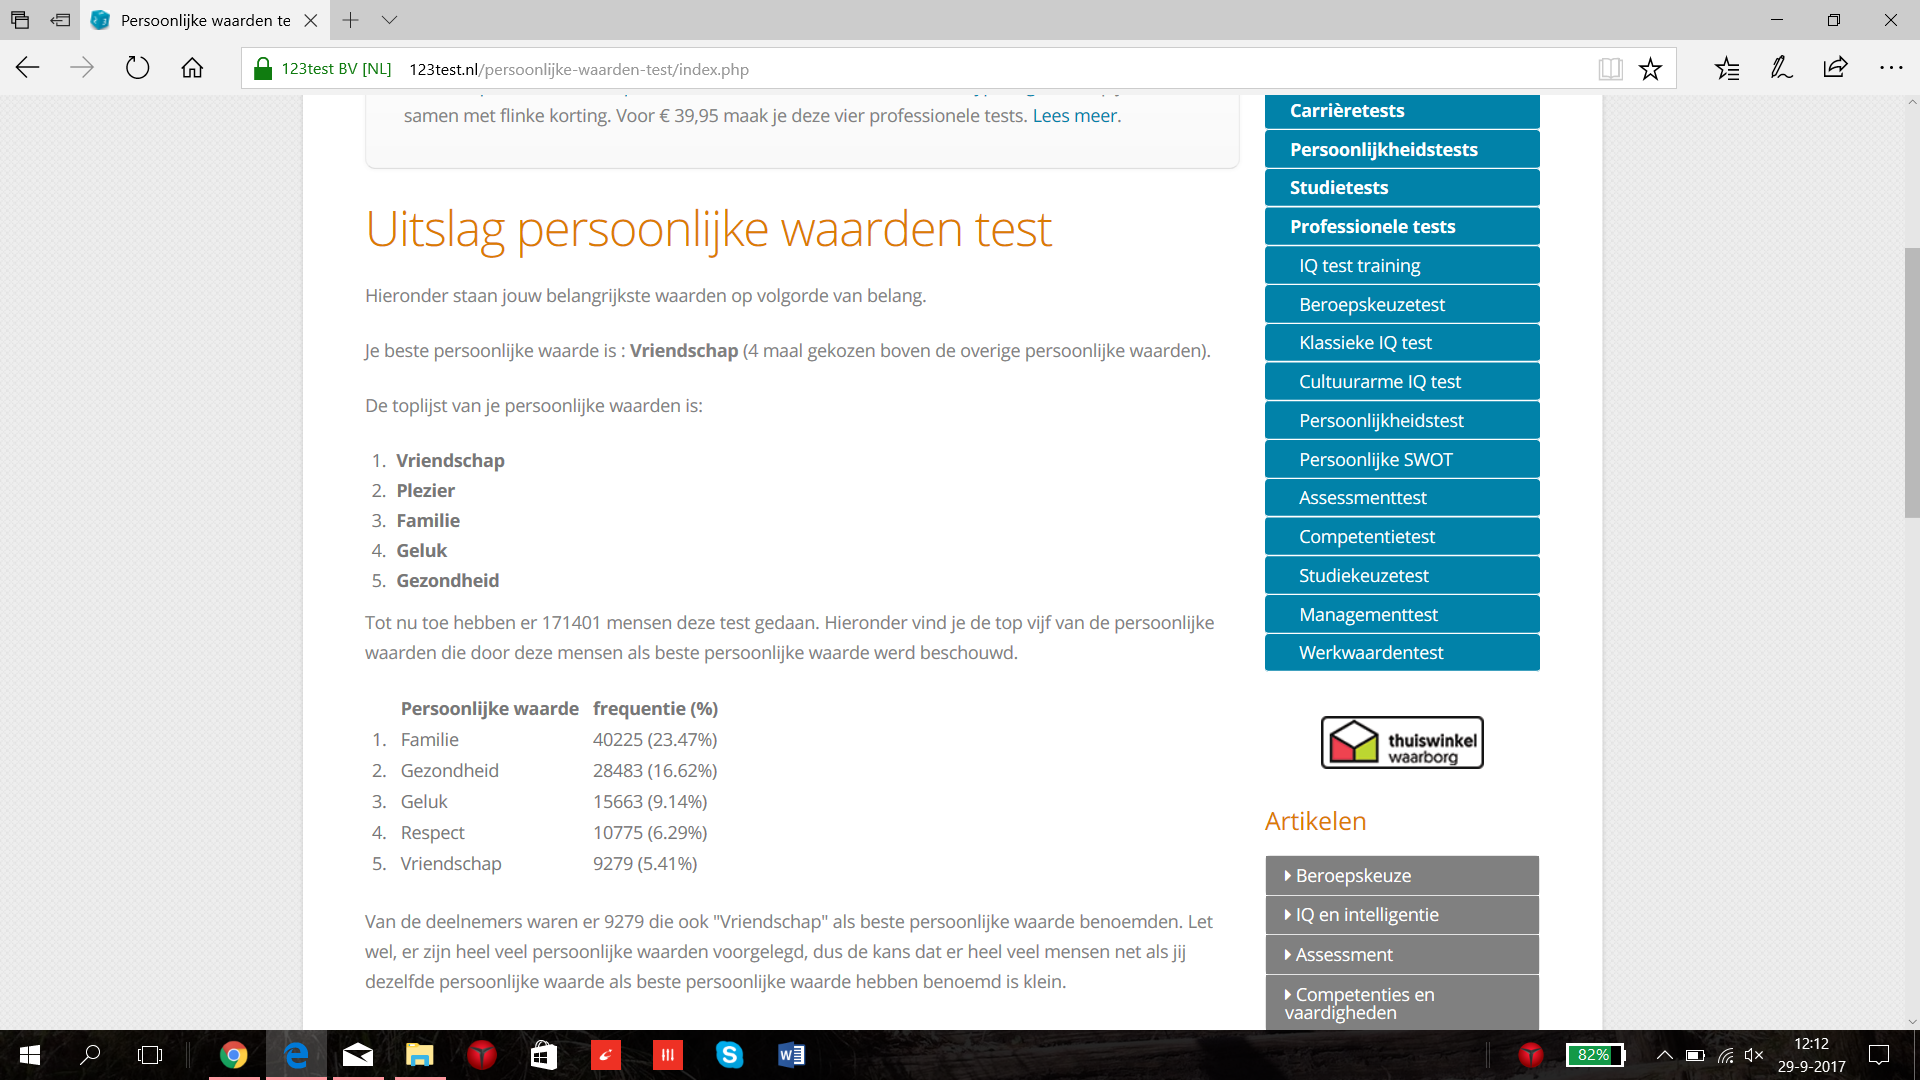 Persoonlijke waarden te
123test BV [NL] 123test.nl/persoonlijke-waarden-test/index.php
samen met flinke korting. Voor € 39,95 maak je deze vier professionele tests. Lees meer.
Uitslag persoonlijke waarden test
Hieronder staan jouw belangrijkste waarden op volgorde van belang.
Je beste persoonlijke waarde is : Vriendschap (4 maal gekozen boven de overige persoonlijke waarden).
De toplijst van je persoonlijke waarden is:
1. Vriendschap
2. Plezier
3. Familie
4. Geluk
5. Gezondheid
Tot nu toe hebben er 171401 mensen deze test gedaan. Hieronder vind je de top vijf van de persoonlijke
waarden die door deze mensen als beste persoonlijke waarde werd beschouwd.
Persoonlijke waarde frequentie (%)
1. Familie 40225 (23.47%)
2. Gezondheid 28483 (16.62%)
3. Geluk 15663 (9.14%)
4. Respect 10775 (6.29%)
5. Vriendschap 9279 (5.41%)
Van de deelnemers waren er 9279 die ook "Vriendschap" als beste persoonlijke waarde benoemden. Let
wel, er zijn heel veel persoonlijke waarden voorgelegd, dus de kans dat er heel veel mensen net als jij
dezelfde persoonlijke waarde als beste persoonlijke waarde hebben benoemd is klein.
Carrièretests
Persoonlijkheidstests
Studietests
Professionele tests
IQ test training
Beroepskeuzetest
Klassieke IQ test
Cultuurarme IQ test
Persoonlijkheidstest
Persoonlijke SWOT
Assessmenttest
Competentietest
Studiekeuzetest
Managementtest
Werkwaardentest
thuiswinkel
waarborg
Artikelen
Beroepskeuze
IQ en intelligentie
Assessment
Competenties en
vaardigheden
82%
12:12
29-9-2017